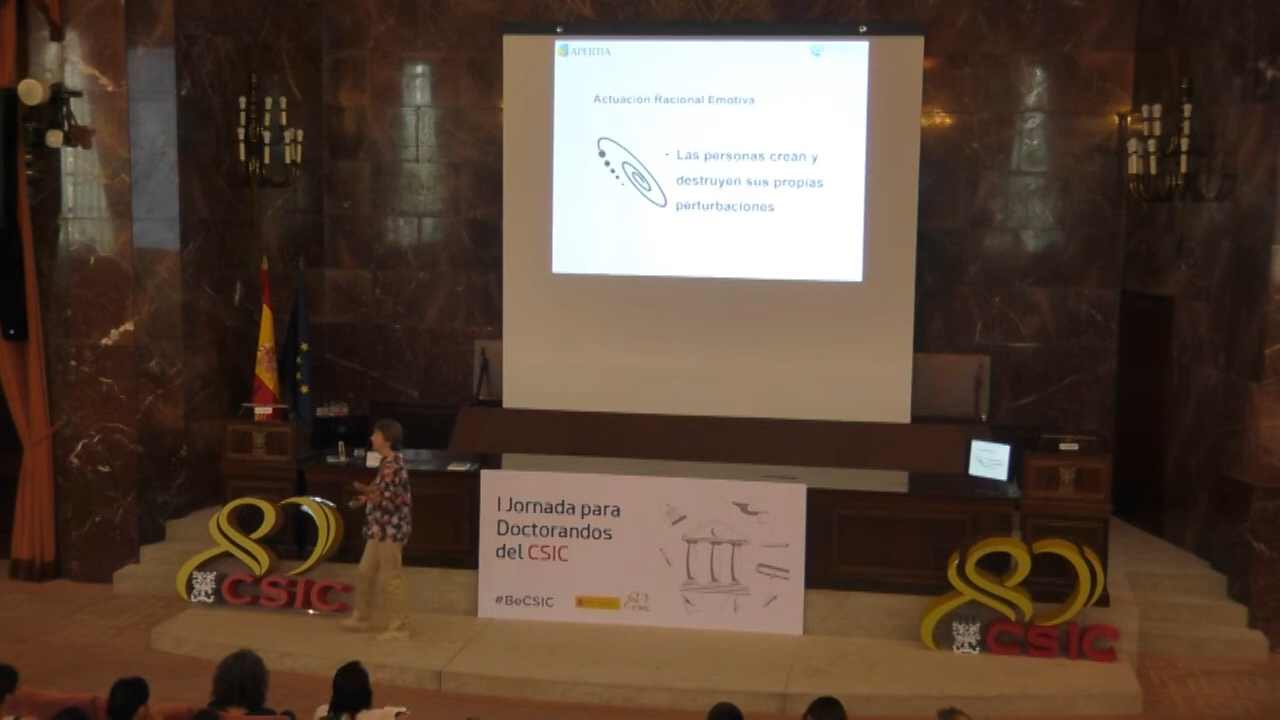 APERTIA
Actuación Racional Emotiva
· Las personas crean y
destruyen sus propias
perturbaciones
I Jornada para
Doctorandos
del CSIC
#BeCSIC
80
CSIC
80
CSIC